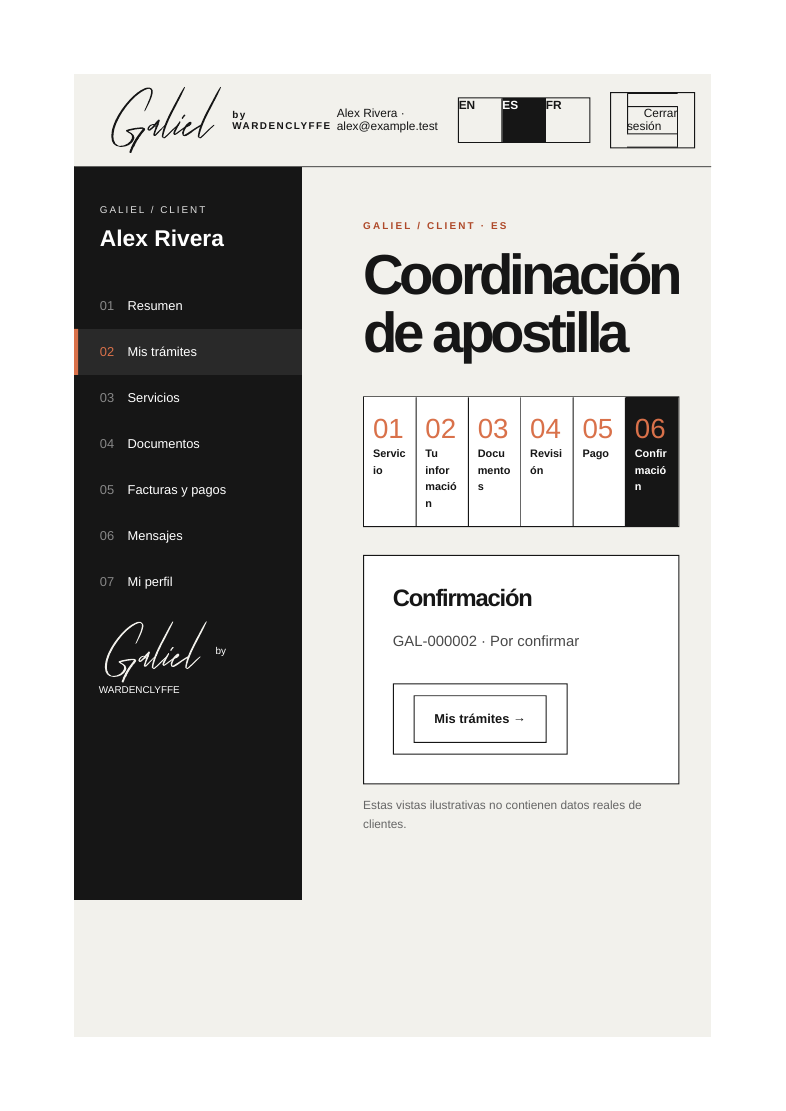 Galiel
by
WARDENCLYFFE
Alex Rivera ·
alex@example.test
EN ES FR
Cerrar
sesión
GALIEL / CLIENT
Alex Rivera
01 Resumen
02 Mis trámites
03 Servicios
04 Documentos
05 Facturas y pagos
06 Mensajes
07 Mi perfil
Galiel by
WARDENCLYFFE
GALIEL / CLIENT · ES
Coordinación
de apostilla
01
Servic
io
02
Tu
infor
mació
n
03
Docu
mento
s
04
Revisi
ón
05
Pago
06
Confir
mació
n
Confirmación
GAL-000002 · Por confirmar
Mis trámites →
Estas vistas ilustrativas no contienen datos reales de
clientes.